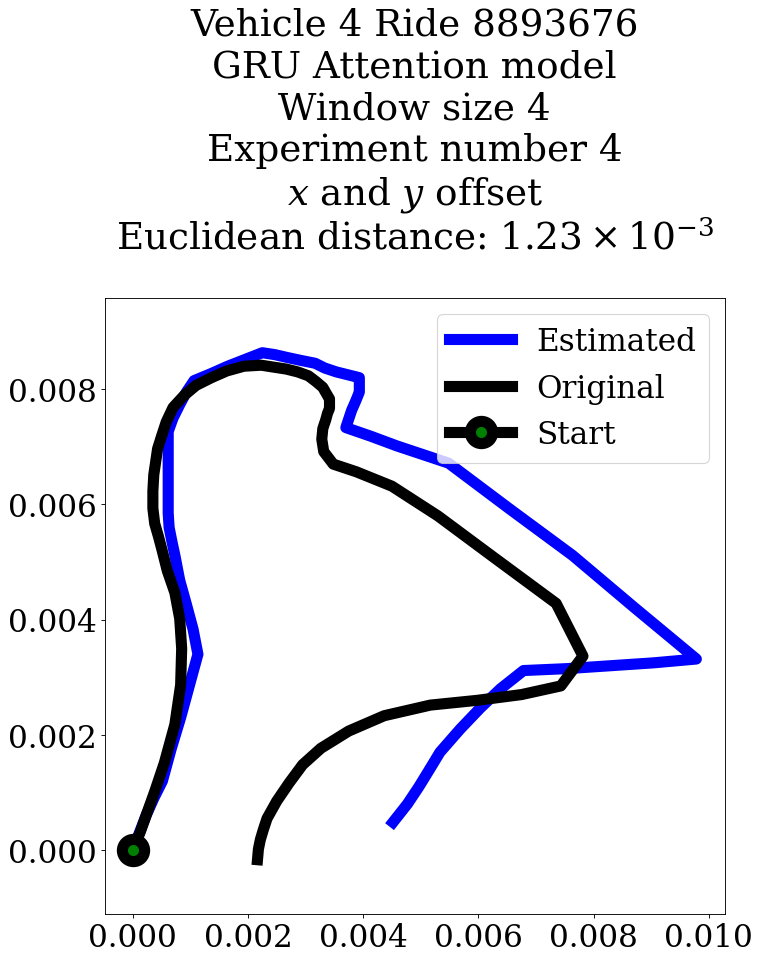 Vehicle 4 Ride 8893676
GRU Attention model
Window size 4
Experiment number 4
x and y offset
Euclidean distance: 1.23 × 10⁻³
Estimated
Original
Start
0.008
0.006
0.004
0.002
0.000
0.000 0.002 0.004 0.006 0.008 0.010